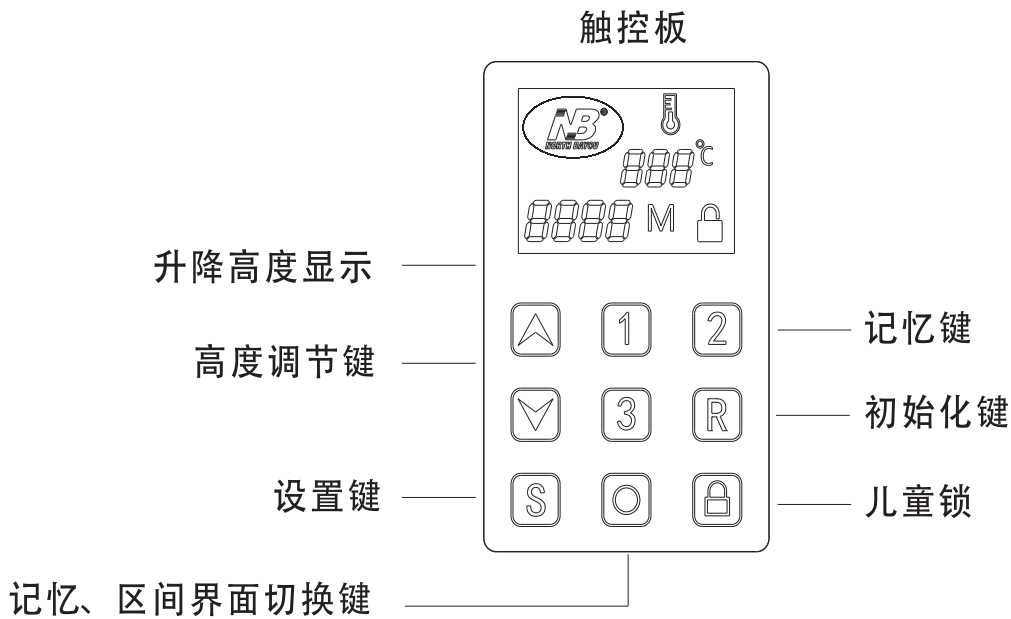 触控板
NB®
NORTH BAYOU
888 °C
8888 M
升降高度显示
1 2
记忆键
高度调节键
3 R
初始化键
设置键
S
儿童锁
记忆、区间界面切换键